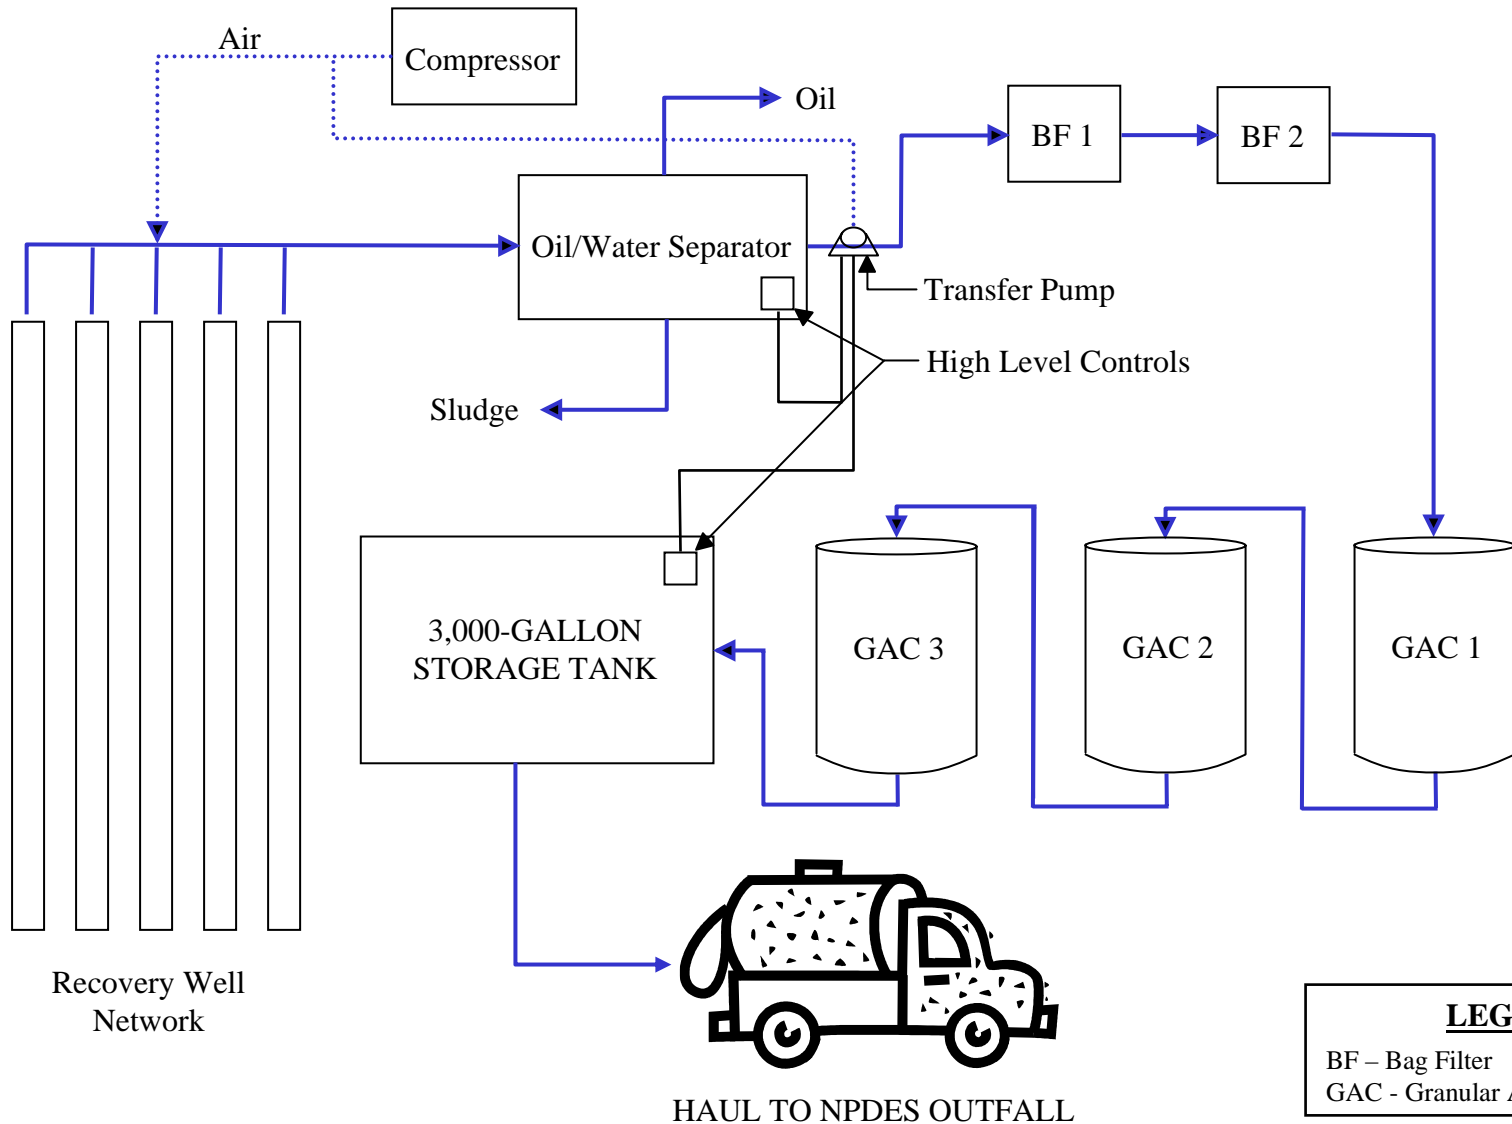 Air
Compressor
Oil
BF 1
BF 2
Oil/Water Separator
Transfer Pump
High Level Controls
Sludge
3,000-GALLON
STORAGE TANK
GAC 3
GAC 2
GAC 1
Recovery Well
Network
HAUL TO NPDES OUTFALL
LEG
BF – Bag Filter
GAC - Granular